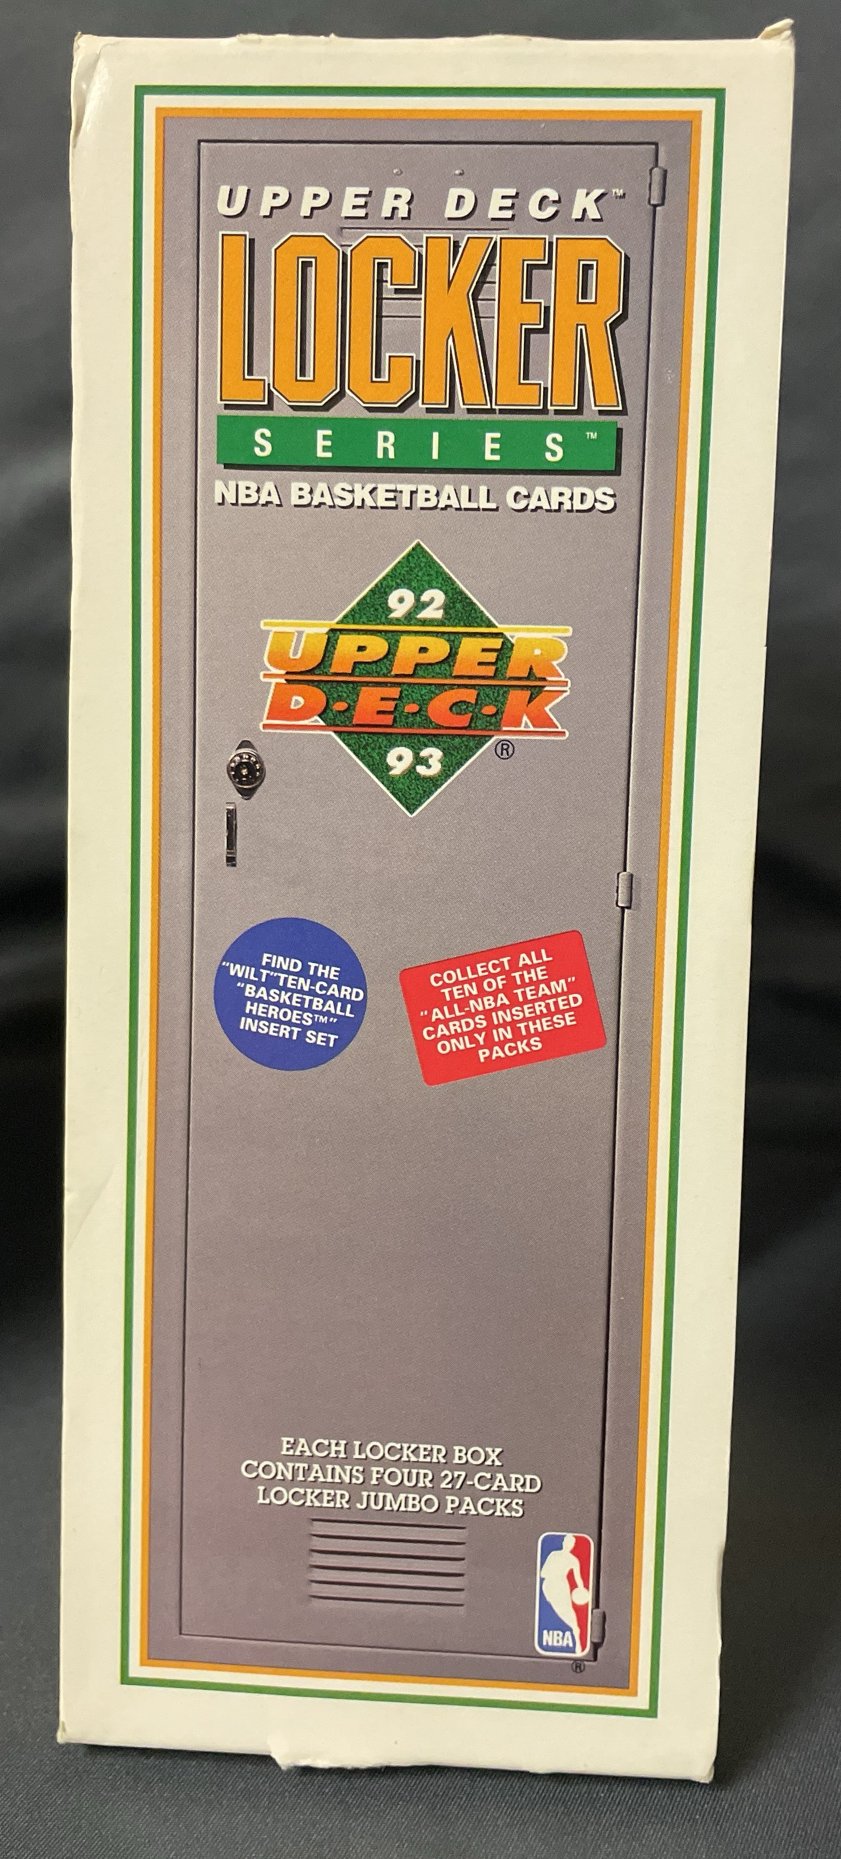 UPPER DECK™
LOCKER
SERIES™
NBA BASKETBALL CARDS
92
UPPER
D•E•C•K
®
93
FIND THE
"WILT" TEN-CARD
"BASKETBALL
HEROES™"
INSERT SET
COLLECT ALL
TEN OF THE
"ALL-NBA TEAM"
CARDS INSERTED
ONLY IN THESE
PACKS
EACH LOCKER BOX
CONTAINS FOUR 27-CARD
LOCKER JUMBO PACKS
NBA
®